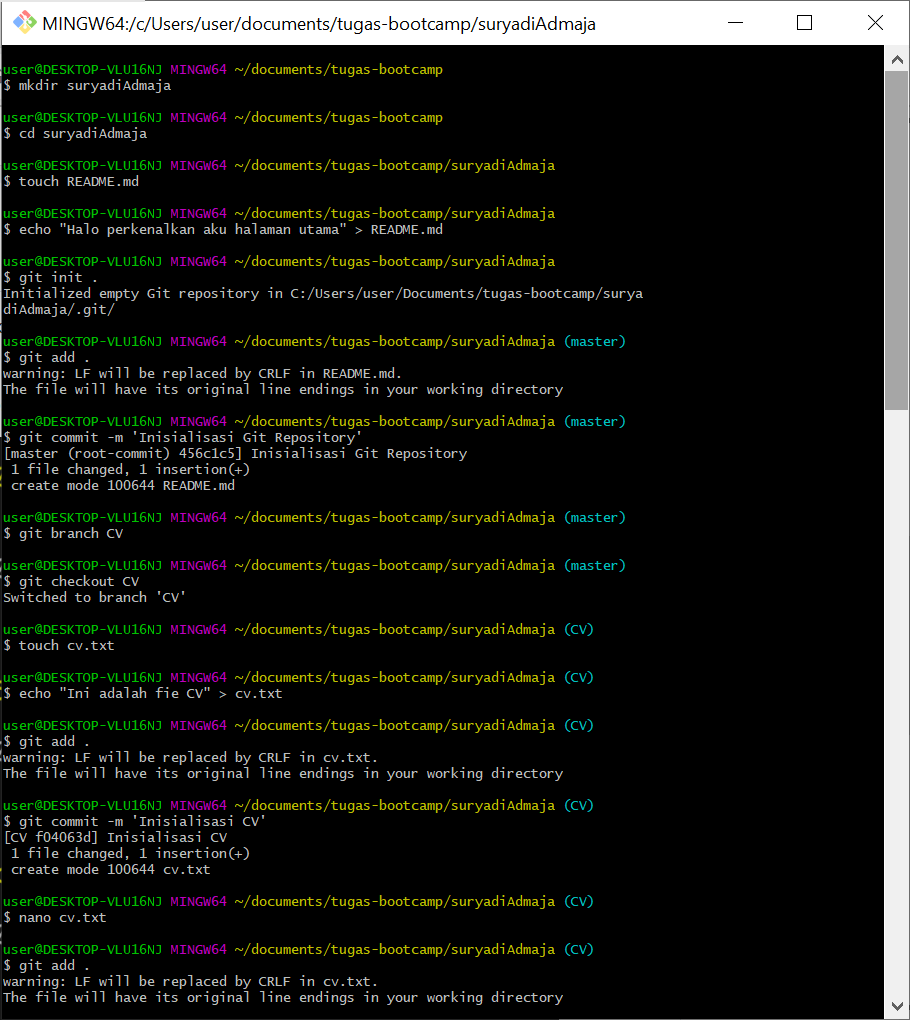 MINGW64:/c/Users/user/documents/tugas-bootcamp/suryadiAdmaja
user@DESKTOP-VLU16NJ MINGW64 ~/documents/tugas-bootcamp
$ mkdir suryadiAdmaja
user@DESKTOP-VLU16NJ MINGW64 ~/documents/tugas-bootcamp
$ cd suryadiAdmaja
user@DESKTOP-VLU16NJ MINGW64 ~/documents/tugas-bootcamp/suryadiAdmaja
$ touch README.md
user@DESKTOP-VLU16NJ MINGW64 ~/documents/tugas-bootcamp/suryadiAdmaja
$ echo "Halo perkenalkan aku halaman utama" > README.md
user@DESKTOP-VLU16NJ MINGW64 ~/documents/tugas-bootcamp/suryadiAdmaja
$ git init .
Initialized empty Git repository in C:/Users/user/Documents/tugas-bootcamp/surya
diAdmaja/.git/
user@DESKTOP-VLU16NJ MINGW64 ~/documents/tugas-bootcamp/suryadiAdmaja (master)
$ git add .
warning: LF will be replaced by CRLF in README.md.
The file will have its original line endings in your working directory
user@DESKTOP-VLU16NJ MINGW64 ~/documents/tugas-bootcamp/suryadiAdmaja (master)
$ git commit -m 'Inisialisasi Git Repository'
[master (root-commit) 456c1c5] Inisialisasi Git Repository
1 file changed, 1 insertion(+)
create mode 100644 README.md
user@DESKTOP-VLU16NJ MINGW64 ~/documents/tugas-bootcamp/suryadiAdmaja (master)
$ git branch CV
user@DESKTOP-VLU16NJ MINGW64 ~/documents/tugas-bootcamp/suryadiAdmaja (master)
$ git checkout CV
Switched to branch 'CV'
user@DESKTOP-VLU16NJ MINGW64 ~/documents/tugas-bootcamp/suryadiAdmaja (CV)
$ touch cv.txt
user@DESKTOP-VLU16NJ MINGW64 ~/documents/tugas-bootcamp/suryadiAdmaja (CV)
$ echo "Ini adalah fie CV" > cv.txt
user@DESKTOP-VLU16NJ MINGW64 ~/documents/tugas-bootcamp/suryadiAdmaja (CV)
$ git add .
warning: LF will be replaced by CRLF in cv.txt.
The file will have its original line endings in your working directory
user@DESKTOP-VLU16NJ MINGW64 ~/documents/tugas-bootcamp/suryadiAdmaja (CV)
$ git commit -m 'Inisialisasi CV'
[CV f04063d] Inisialisasi CV
1 file changed, 1 insertion(+)
create mode 100644 cv.txt
user@DESKTOP-VLU16NJ MINGW64 ~/documents/tugas-bootcamp/suryadiAdmaja (CV)
$ nano cv.txt
user@DESKTOP-VLU16NJ MINGW64 ~/documents/tugas-bootcamp/suryadiAdmaja (CV)
$ git add .
warning: LF will be replaced by CRLF in cv.txt.
The file will have its original line endings in your working directory